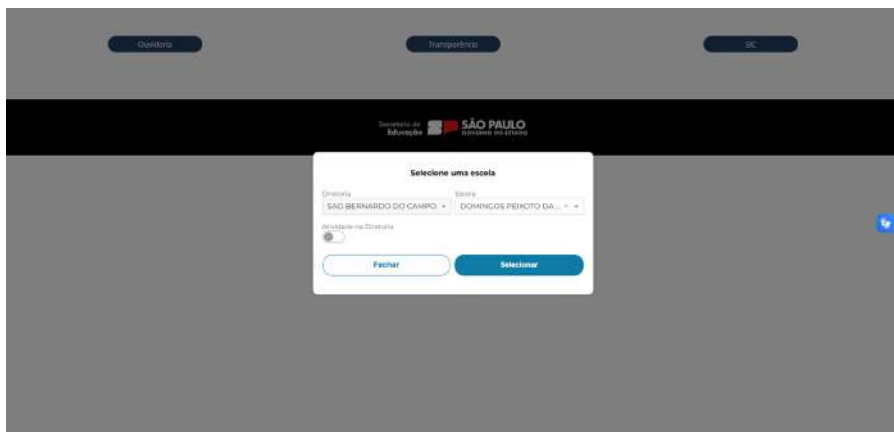 Ouvidoria
Transparência
SIC
Secretaria da
Educação
SÃO PAULO
GOVERNO DO ESTADO
Selecione uma escola
Diretoria
Escola
SAO BERNARDO DO CAMPO
DOMINGOS PEIXOTO DA...
Atividade na Diretoria
Fechar
Selecionar